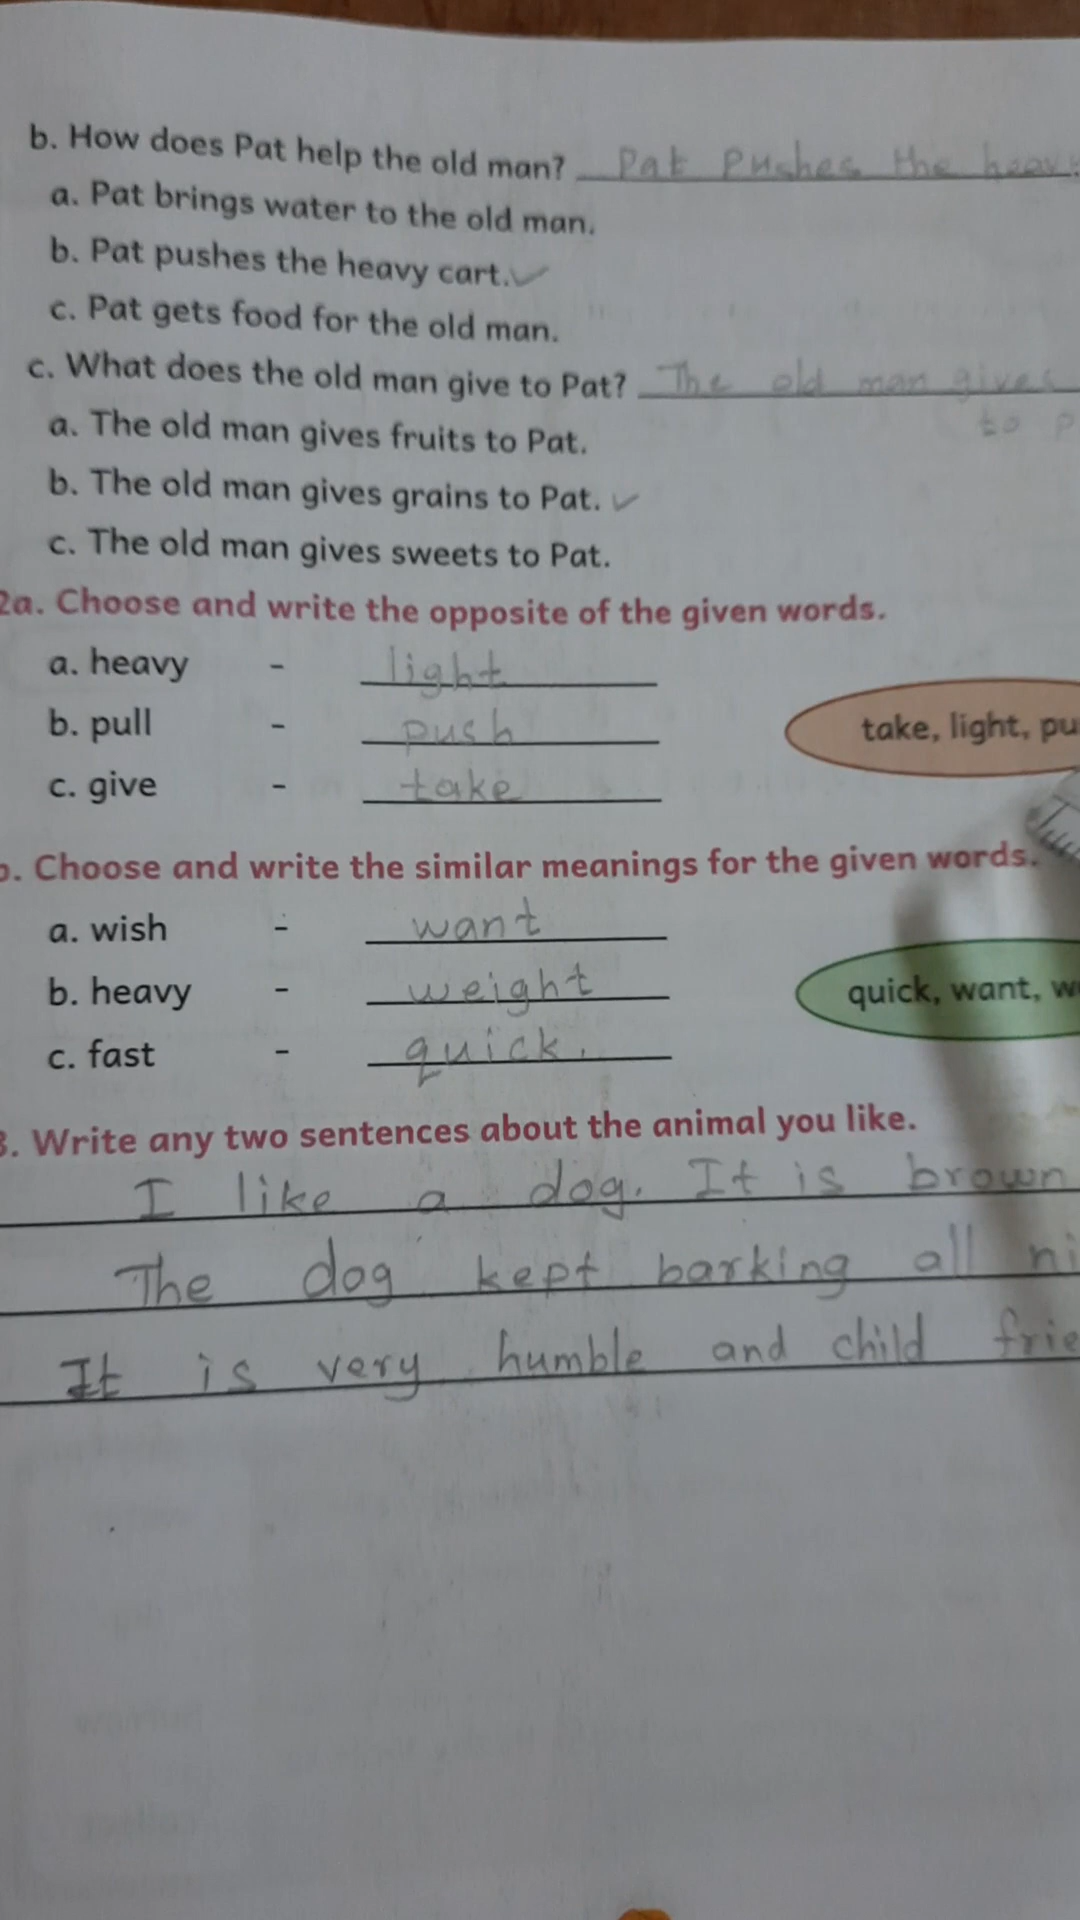 b. How does Pat help the old man? Pat Pushes the heavy
a. Pat brings water to the old man.
b. Pat pushes the heavy cart.✓
c. Pat gets food for the old man.
c. What does the old man give to Pat? The old man gives
to P
a. The old man gives fruits to Pat.
b. The old man gives grains to Pat. ✓
c. The old man gives sweets to Pat.
2a. Choose and write the opposite of the given words.
a. heavy - light
b. pull - push
take, light, pu
c. give - take
b. Choose and write the similar meanings for the given words.
a. wish - want
b. heavy - weight
quick, want, w
c. fast - quick.
3. Write any two sentences about the animal you like.
I like a dog. It is brown
The dog kept barking all ni
It is very humble and child frie